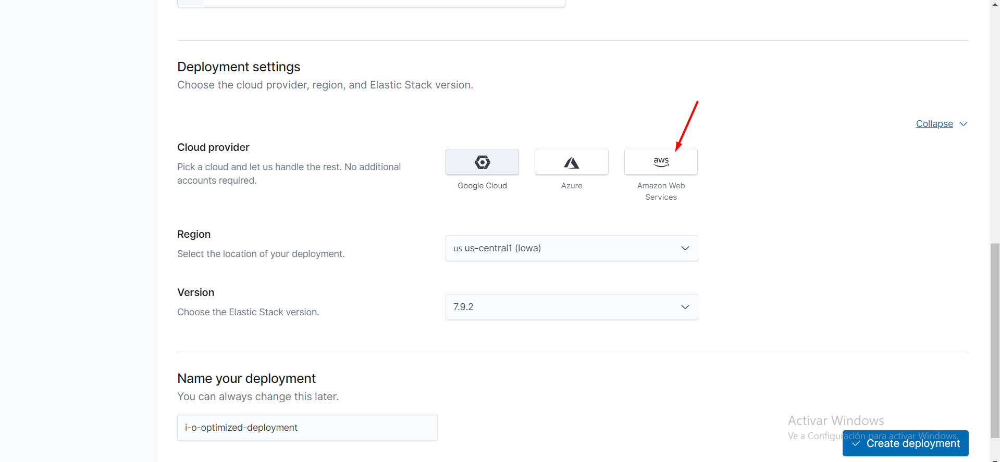 Deployment settings
Choose the cloud provider, region, and Elastic Stack version.
Collapse
Cloud provider
Pick a cloud and let us handle the rest. No additional
accounts required.
aws
Google Cloud
Azure
Amazon Web
Services
Region
Select the location of your deployment.
us us-central1 (Iowa)
Version
Choose the Elastic Stack version.
7.9.2
Name your deployment
You can always change this later.
i-o-optimized-deployment
Activar Windows
Ve a Configuración para activar Windows.
Create deployment